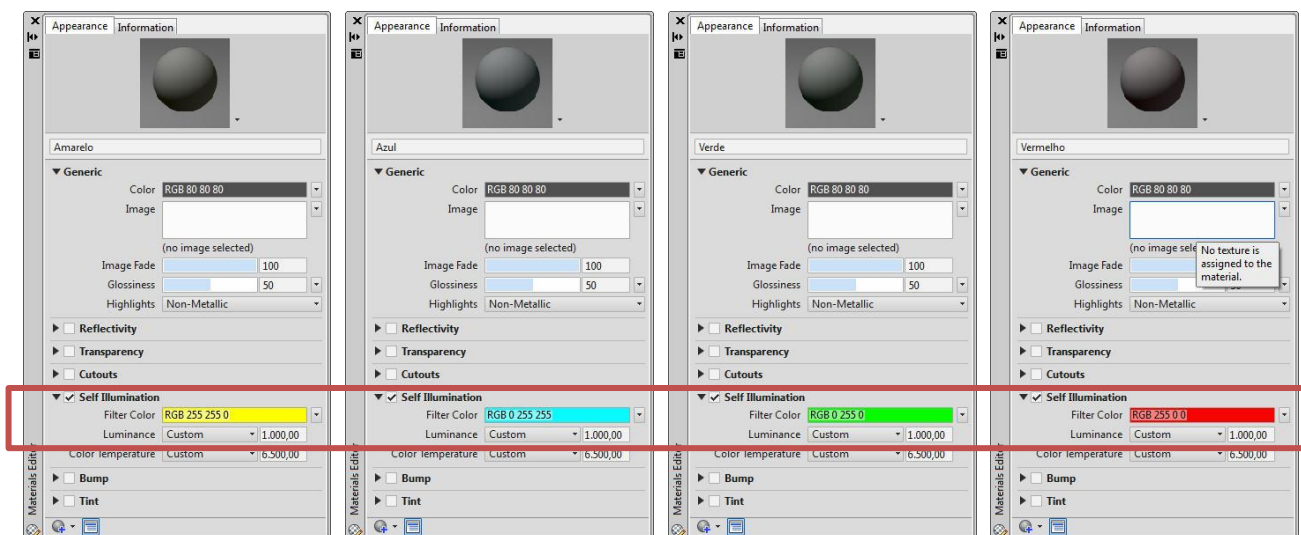 Appearance Information
Amarelo
Generic
Color RGB 80 80 80
Image
(no image selected)
Image Fade 100
Glossiness 50
Highlights Non-Metallic
Reflectivity
Transparency
Cutouts
Self Illumination
Filter Color RGB 255 255 0
Luminance Custom 1.000,00
Color Temperature Custom 6.500,00
Bump
Tint
Materials Editor
Appearance Information
Azul
Generic
Color RGB 80 80 80
Image
(no image selected)
Image Fade 100
Glossiness 50
Highlights Non-Metallic
Reflectivity
Transparency
Cutouts
Self Illumination
Filter Color RGB 0 255 255
Luminance Custom 1.000,00
Color Temperature Custom 6.500,00
Bump
Tint
Materials Editor
Appearance Information
Verde
Generic
Color RGB 80 80 80
Image
(no image selected)
Image Fade 100
Glossiness 50
Highlights Non-Metallic
Reflectivity
Transparency
Cutouts
Self Illumination
Filter Color RGB 0 255 0
Luminance Custom 1.000,00
Color Temperature Custom 6.500,00
Bump
Tint
Materials Editor
Appearance Information
Vermelho
Generic
Color RGB 80 80 80
Image
(no image sele
No texture is
assigned to the
material.
Image Fade
Glossiness
Highlights Non-Metallic
Reflectivity
Transparency
Cutouts
Self Illumination
Filter Color RGB 255 0 0
Luminance Custom 1.000,00
Color Temperature Custom 6.500,00
Bump
Tint
Materials Editor